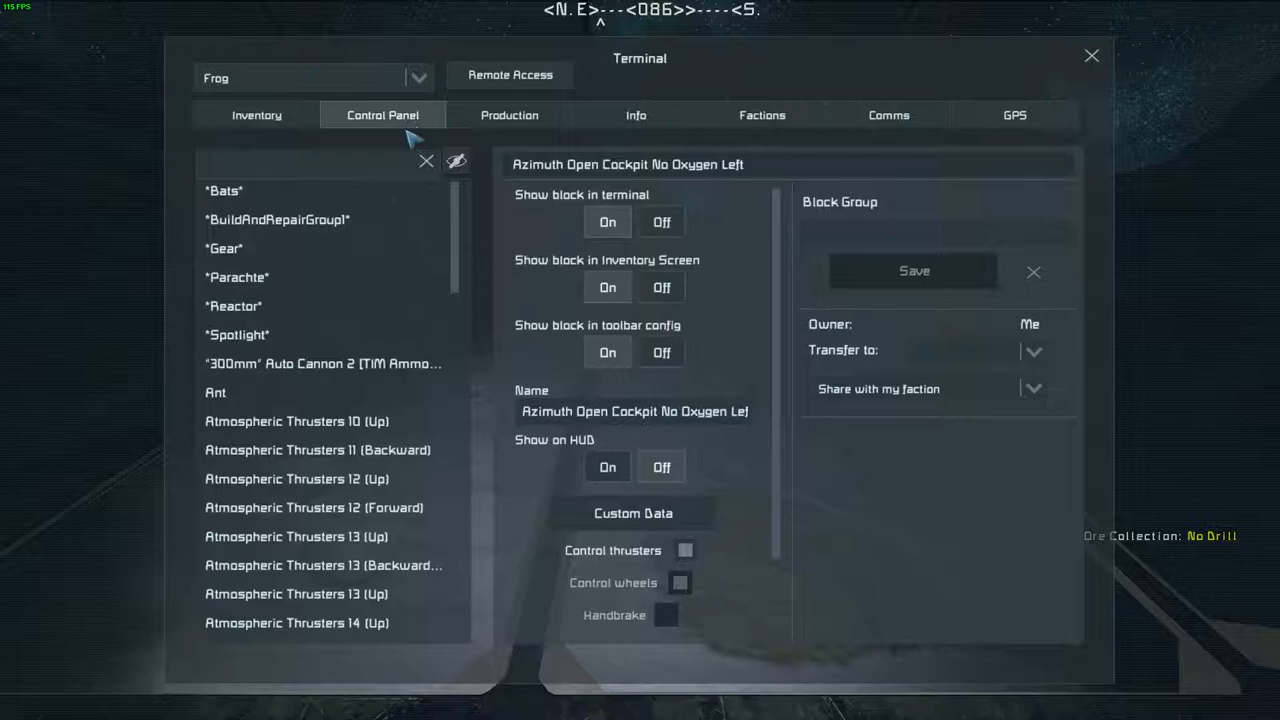 115 FPS
<N.E>---<086>>----<S.
^
Terminal
Frog
Remote Access
Inventory
Control Panel
Production
Info
Factions
Comms
GPS
*Bats*
*BuildAndRepairGroup1*
*Gear*
*Parachte*
*Reactor*
*Spotlight*
"300mm" Auto Cannon 2 [TIM Ammo...
Ant
Atmospheric Thrusters 10 (Up)
Atmospheric Thrusters 11 (Backward)
Atmospheric Thrusters 12 (Up)
Atmospheric Thrusters 12 (Forward)
Atmospheric Thrusters 13 (Up)
Atmospheric Thrusters 13 (Backward...
Atmospheric Thrusters 13 (Up)
Atmospheric Thrusters 14 (Up)
Azimuth Open Cockpit No Oxygen Left
Show block in terminal
On Off
Show block in Inventory Screen
On Off
Show block in toolbar config
On Off
Name
Azimuth Open Cockpit No Oxygen Lef
Show on HUD
On Off
Custom Data
Control thrusters
Control wheels
Handbrake
Block Group
Save
Owner: Me
Transfer to:
Share with my faction
Ore Collection: No Drill